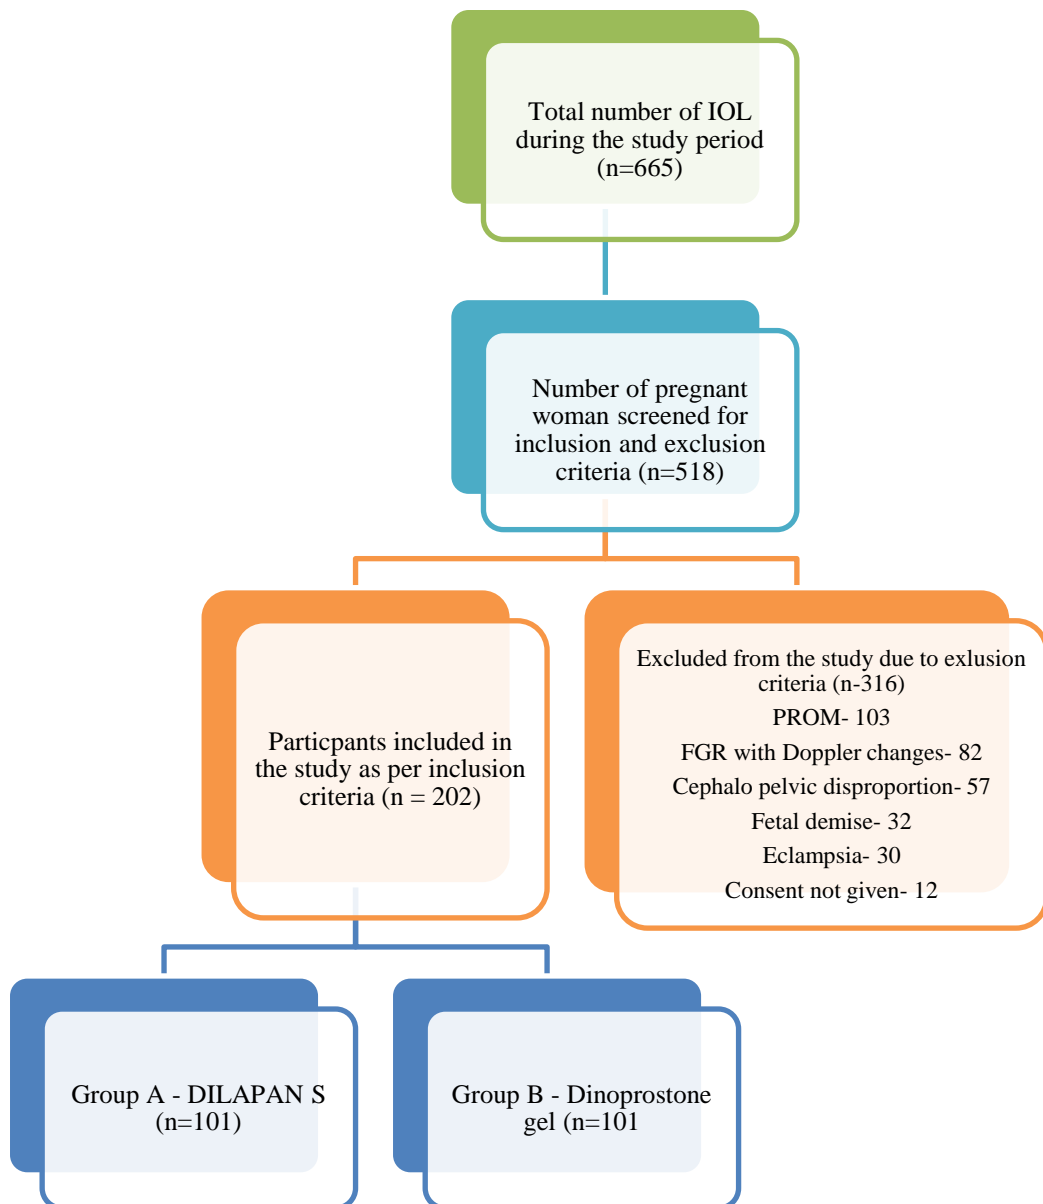 Total number of IOL
during the study period
(n=665)
Number of pregnant
woman screened for
inclusion and exclusion
criteria (n=518)
Particpants included in
the study as per inclusion
criteria (n = 202)
Excluded from the study due to exlusion
criteria (n-316)
PROM- 103
FGR with Doppler changes- 82
Cephalo pelvic disproportion- 57
Fetal demise- 32
Eclampsia- 30
Consent not given- 12
Group A - DILAPAN S
(n=101)
Group B - Dinoprostone
gel (n=101